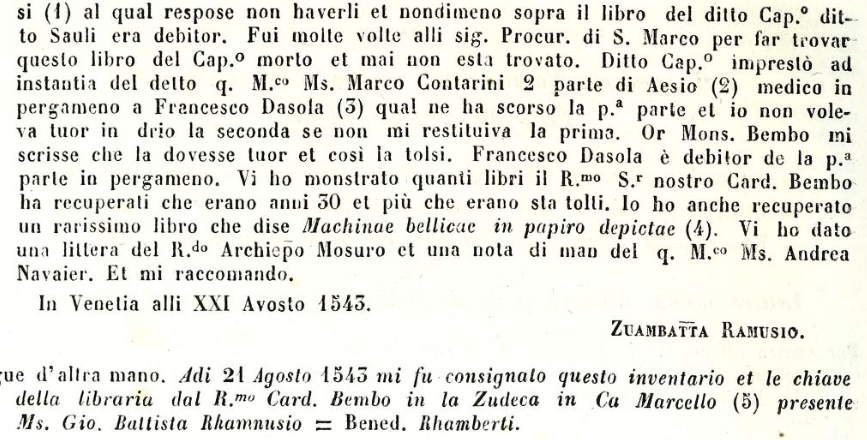 si (1) al qual respose non haverli et nondimeno sopra il libro del ditto Cap.º dit-
to Sauli era debitor. Fui molte volte alli sig. Procur. di S. Marco per far trovar
questo libro del Cap.º morto et mai non esta trovato. Ditto Cap.º imprestò ad
instantia del detto q. M.co Ms. Marco Contarini 2 parte di Aesio (2) medico in
pergameno a Francesco Dasola (3) qual ne ha scorso la p.ª parte et io non vole-
va tuor in drio la seconda se non mi restituiva la prima. Or Mons. Bembo mi
scrisse che la dovesse tuor et così la tolsi. Francesco Dasola è debitor de la p.ª
parte in pergameno. Vi ho monstrato quanti libri il R.mo S.r nostro Card. Bembo
ha recuperati che erano anni 30 et più che erano sta tolti. Io ho anche recuperato
un rarissimo libro che dise Machinae bellicae in papiro depictae (4). Vi ho dato
una littera del R.do Archiep̄o Mosuro et una nota di man del q. M.co Ms. Andrea
Navaier. Et mi raccomando.
In Venetia alli XXI Avosto 1543.
ZUAMBAT̄T̄A RAMUSIO.
gue d'altra mano. Adi 21 Agosto 1543 mi fu consignato questo inventario et le chiave
della libraria dal R.mo Card. Bembo in la Zudeca in Ca Marcello (5) presente
Ms. Gio. Battista Rhamnusio = Bened. Rhamberti.